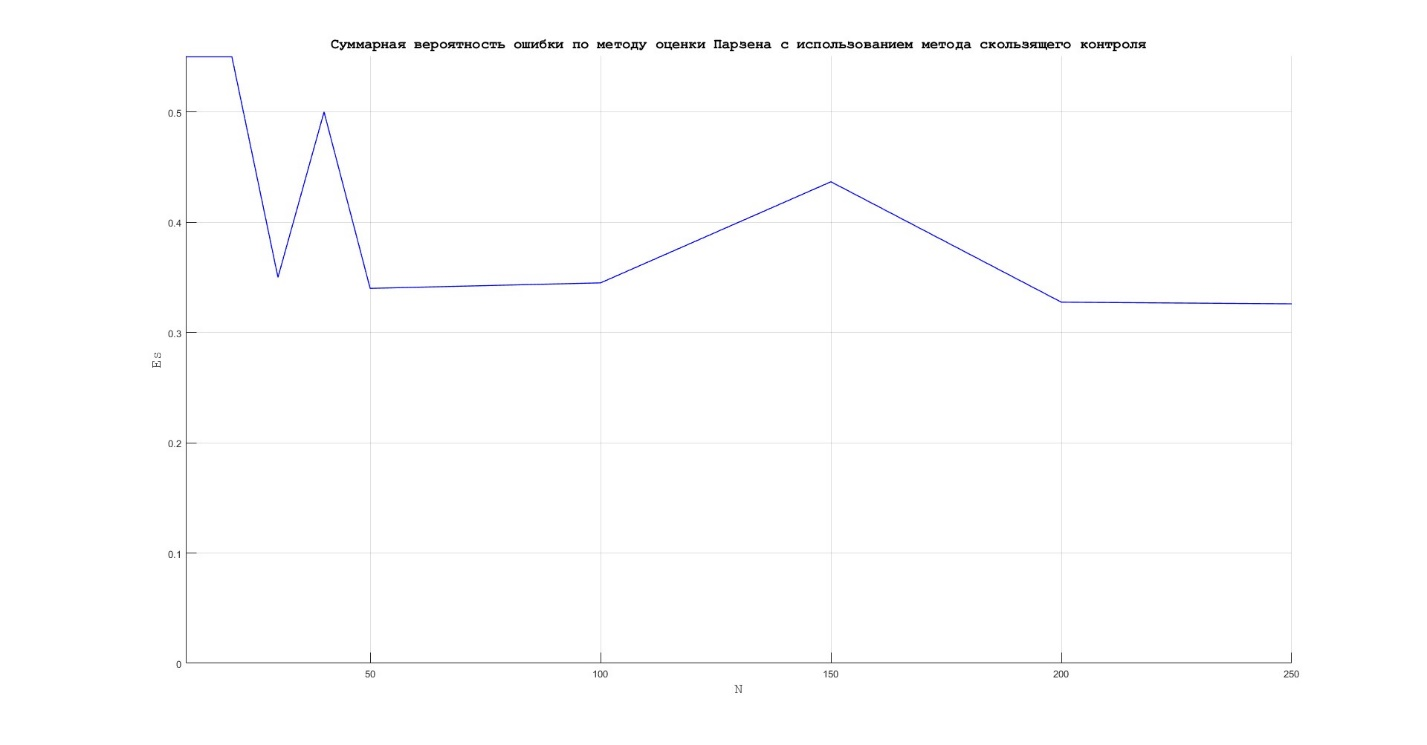 Суммарная вероятность ошибки по методу оценки Парзена с использованием метода скользящего контроля
0.5
0.4
0.3
Es
0.2
0.1
0
50 100 150 200 250
N